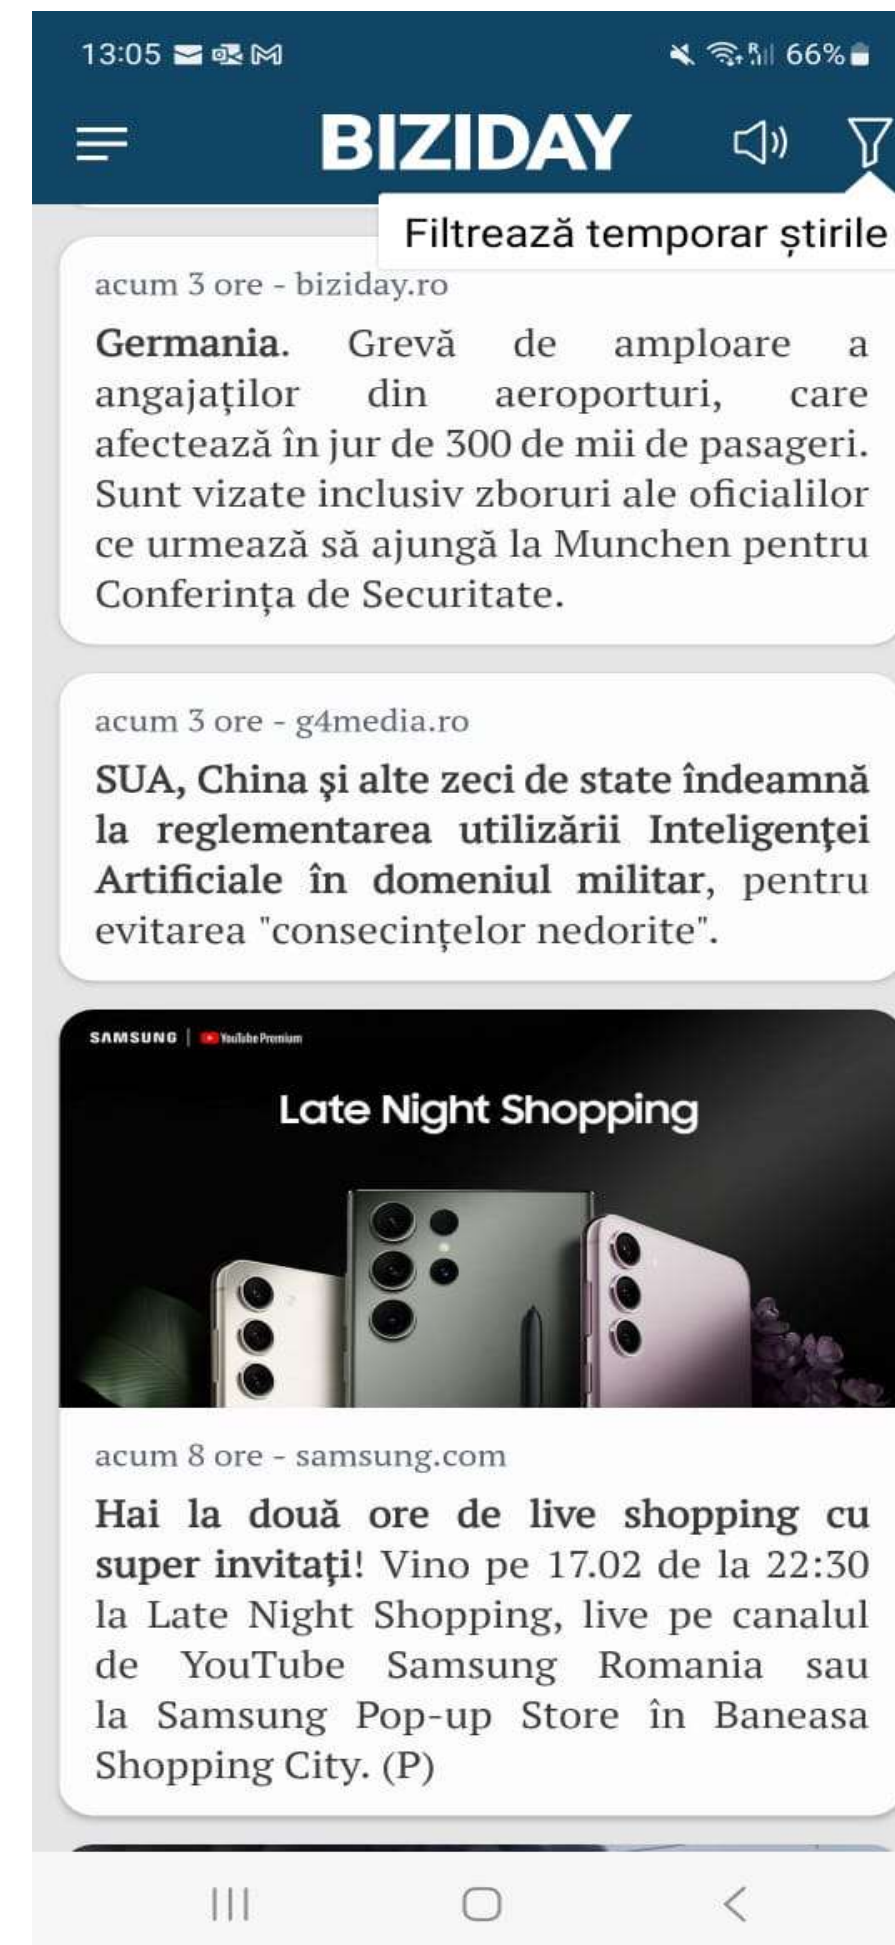 13:05
66%
BIZIDAY
Filtrează temporar știrile
acum 3 ore - biziday.ro
Germania. Grevă de amploare a
angajaților din aeroporturi, care
afectează în jur de 300 de mii de pasageri.
Sunt vizate inclusiv zboruri ale oficialilor
ce urmează să ajungă la Munchen pentru
Conferința de Securitate.
acum 3 ore - g4media.ro
SUA, China şi alte zeci de state îndeamnă
la reglementarea utilizării Inteligenţei
Artificiale în domeniul militar, pentru
evitarea "consecințelor nedorite".
SAMSUNG | YouTube Premium
Late Night Shopping
acum 8 ore - samsung.com
Hai la două ore de live shopping cu
super invitați! Vino pe 17.02 de la 22:30
la Late Night Shopping, live pe canalul
de YouTube Samsung Romania sau
la Samsung Pop-up Store în Baneasa
Shopping City. (P)